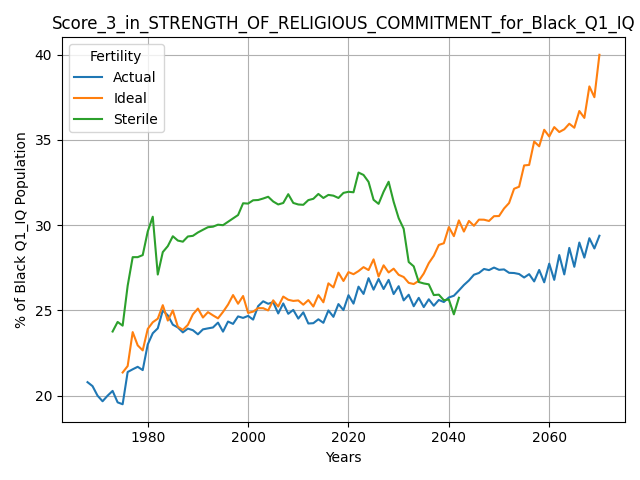 Score_3_in_STRENGTH_OF_RELIGIOUS_COMMITMENT_for_Black_Q1_IQ
Fertility
Actual
Ideal
Sterile
% of Black Q1_IQ Population
40
35
30
25
20
1980
2000
2020
2040
2060
Years